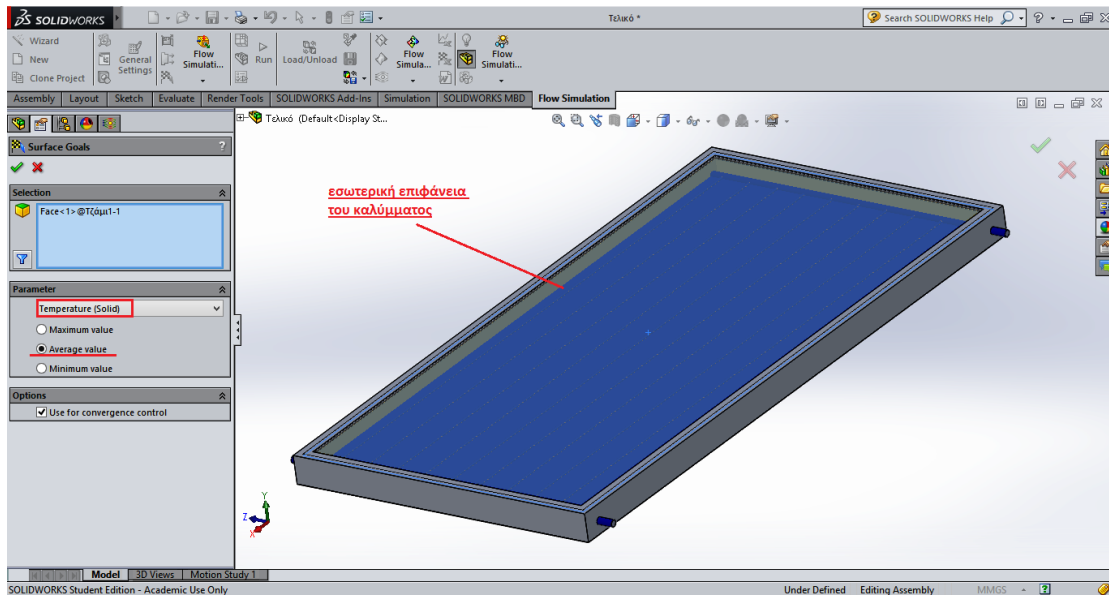 SOLIDWORKS
Τελικό *
Search SOLIDWORKS Help
Wizard
New
Clone Project
General Settings
Flow Simulati...
Run
Load/Unload
Flow Simula...
Flow Simulati...
Assembly Layout Sketch Evaluate Render Tools SOLIDWORKS Add-Ins Simulation SOLIDWORKS MBD Flow Simulation
Τελικό (Default<Display St...
Surface Goals
?
Selection
Face<1>@Τζάμι1-1
Parameter
Temperature (Solid)
Maximum value
Average value
Minimum value
Options
Use for convergence control
εσωτερική επιφάνεια
του καλύμματος
Y
Z
X
Model 3D Views Motion Study 1
SOLIDWORKS Student Edition - Academic Use Only
Under Defined Editing Assembly MMGS